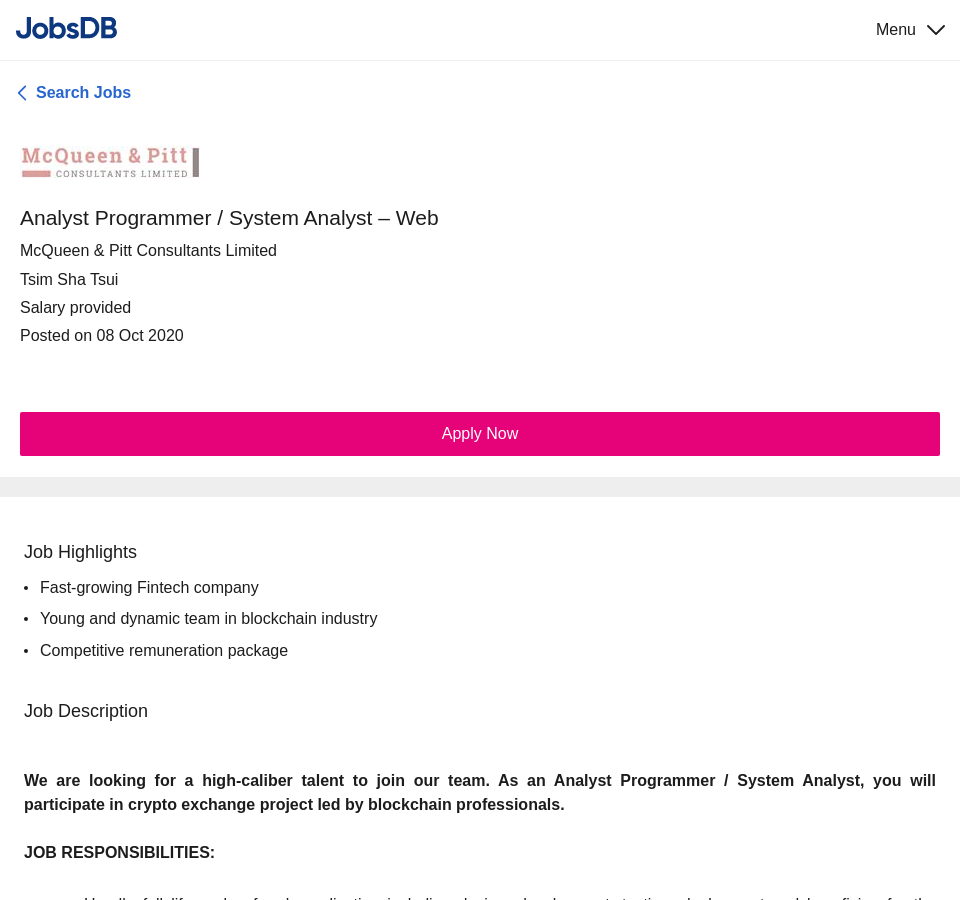 JobsDB
Menu
Search Jobs
McQueen & Pitt
CONSULTANTS LIMITED
Analyst Programmer / System Analyst – Web
McQueen & Pitt Consultants Limited
Tsim Sha Tsui
Salary provided
Posted on 08 Oct 2020
Apply Now
Job Highlights
• Fast-growing Fintech company
• Young and dynamic team in blockchain industry
• Competitive remuneration package
Job Description
We are looking for a high-caliber talent to join our team. As an Analyst Programmer / System Analyst, you will
participate in crypto exchange project led by blockchain professionals.
JOB RESPONSIBILITIES: